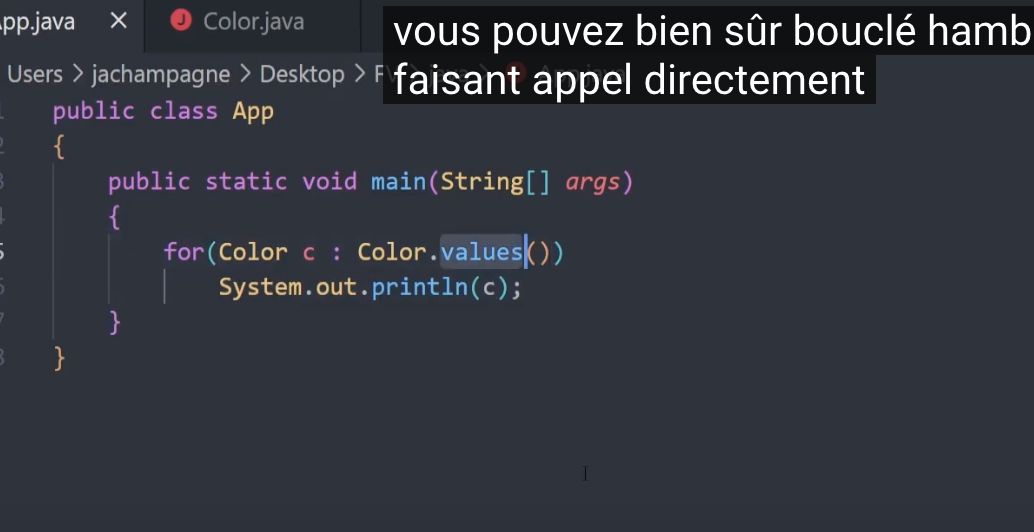 App.java × Color.java
vous pouvez bien sûr bouclé hamb
faisant appel directement
Users > jachampagne > Desktop >
public class App
{
public static void main(String[] args)
{
for(Color c : Color.values())
System.out.println(c);
}
}